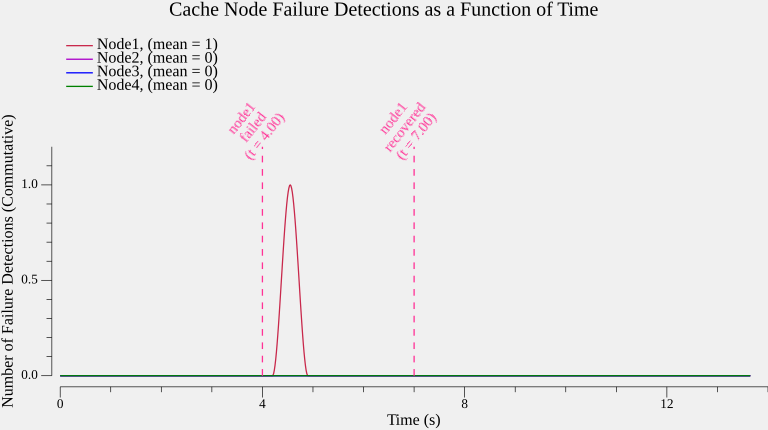 Cache Node Failure Detections as a Function of Time
Node1, (mean = 1)
Node2, (mean = 0)
Node3, (mean = 0)
Node4, (mean = 0)
node1
failed
(t = 4.00)
node1
recovered
(t = 7.00)
Number of Failure Detections (Commutative)
1.0
0.5
0.0
0
4
8
12
Time (s)